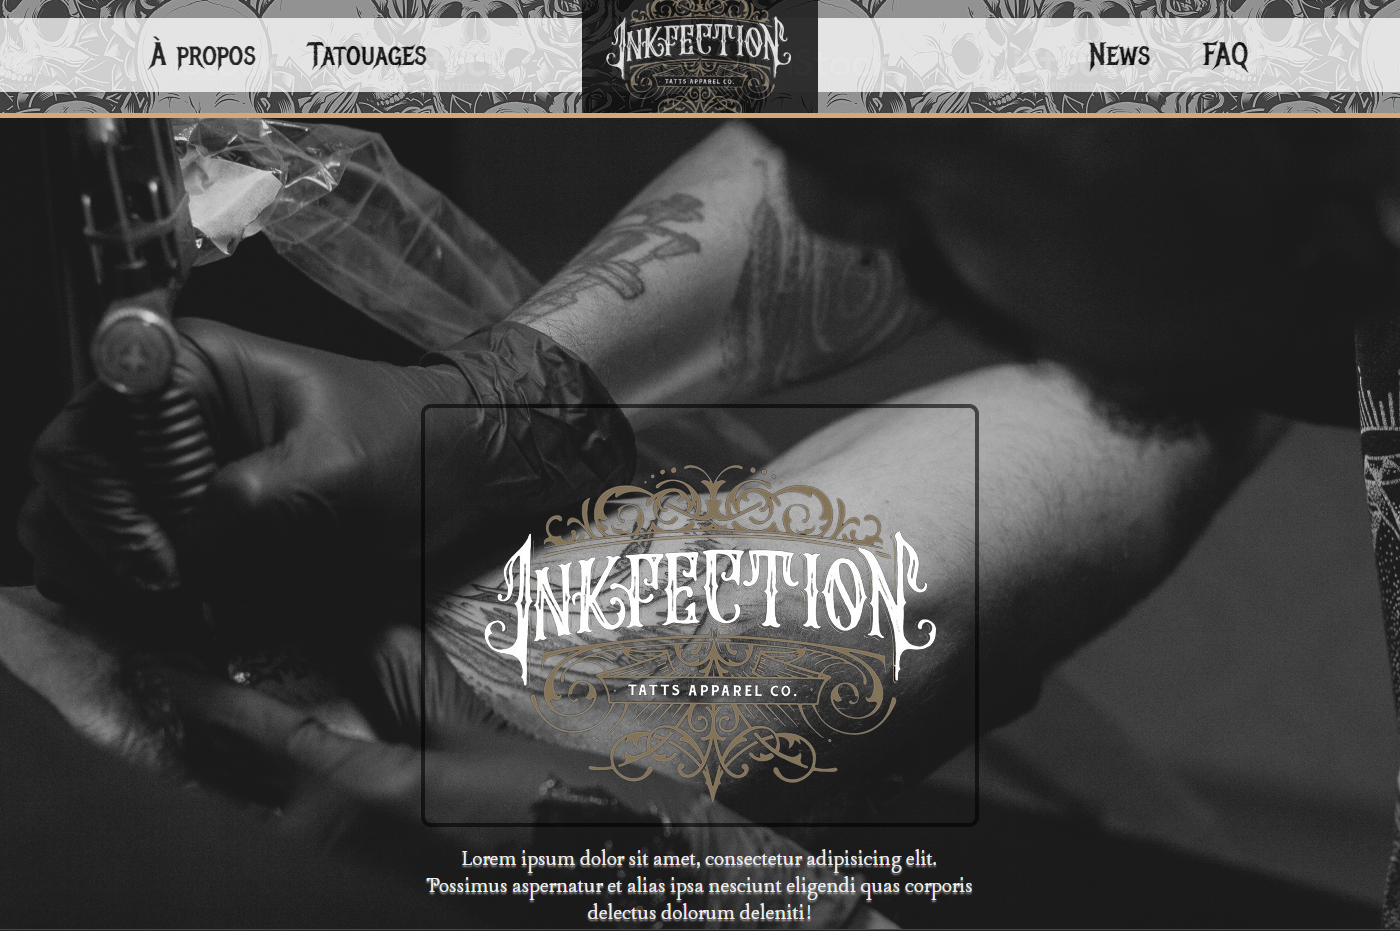 À propos
Tatouages
INKFECTION
TATTS APPAREL CO.
News
FAQ
INKFECTION
TATTS APPAREL CO.
Lorem ipsum dolor sit amet, consectetur adipisicing elit.
Possimus aspernatur et alias ipsa nesciunt eligendi quas corporis
delectus dolorum deleniti!